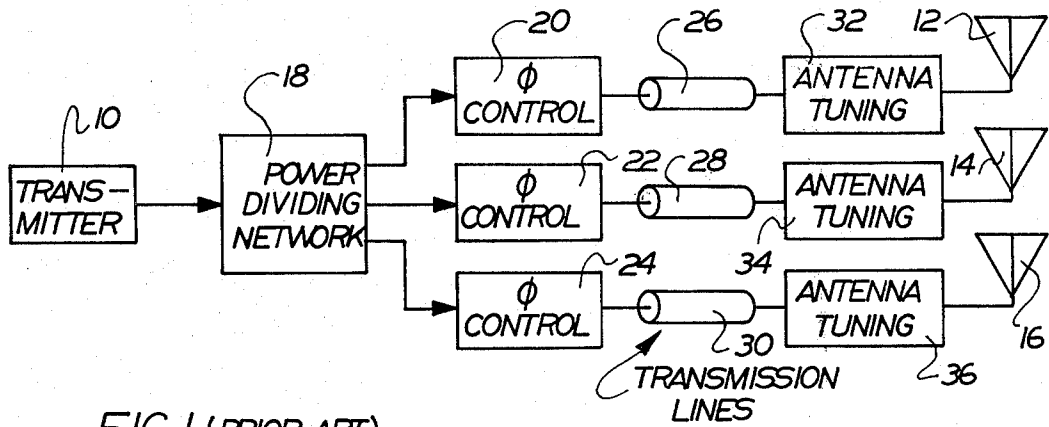 20
26
32
12
Φ
CONTROL
ANTENNA
TUNING
10
18
TRANS-
MITTER
POWER
DIVIDING
NETWORK
22
28
14
Φ
CONTROL
ANTENNA
TUNING
34
24
30
16
Φ
CONTROL
ANTENNA
TUNING
36
TRANSMISSION
LINES
FIG. 1 (PRIOR ART)